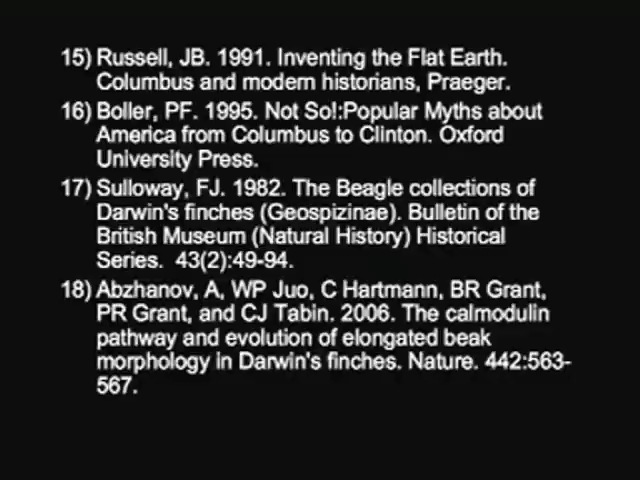 15) Russell, JB. 1991. Inventing the Flat Earth.
Columbus and modern historians, Praeger.
16) Boller, PF. 1995. Not So!:Popular Myths about
America from Columbus to Clinton. Oxford
University Press.
17) Sulloway, FJ. 1982. The Beagle collections of
Darwin's finches (Geospizinae). Bulletin of the
British Museum (Natural History) Historical
Series. 43(2):49-94.
18) Abzhanov, A, WP Juo, C Hartmann, BR Grant,
PR Grant, and CJ Tabin. 2006. The calmodulin
pathway and evolution of elongated beak
morphology in Darwin's finches. Nature. 442:563-
567.